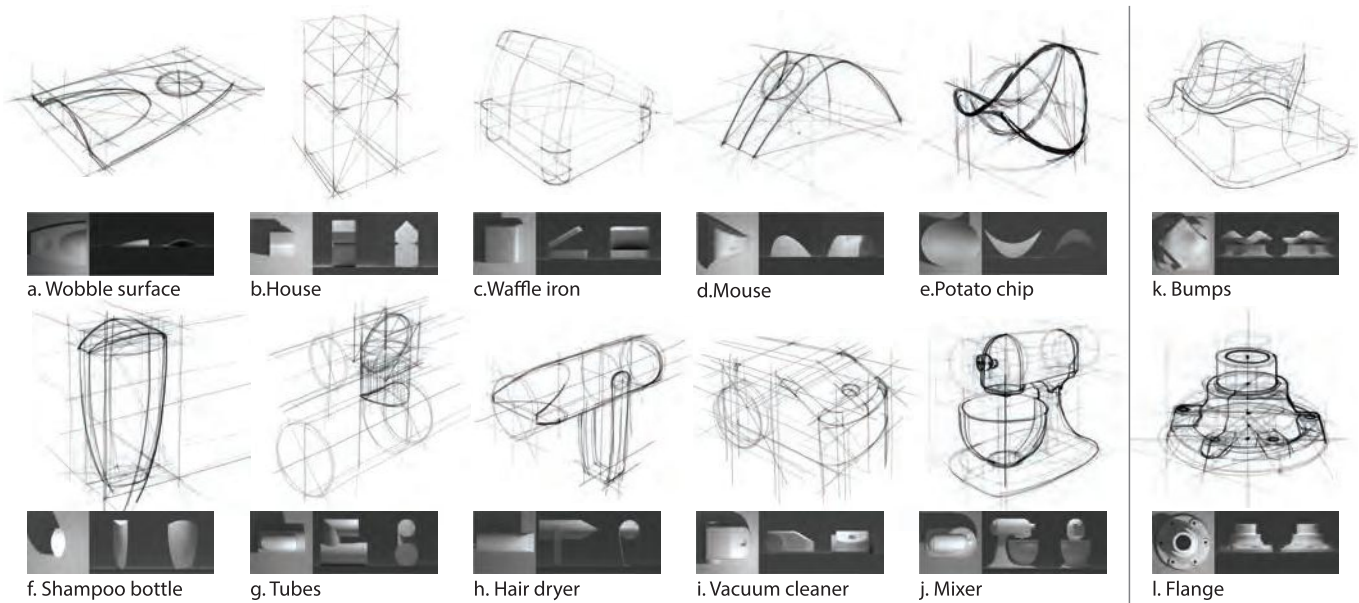 a. Wobble surface
b.House
c.Waffle iron
d.Mouse
e.Potato chip
k. Bumps
f. Shampoo bottle
g. Tubes
h. Hair dryer
i. Vacuum cleaner
j. Mixer
l. Flange